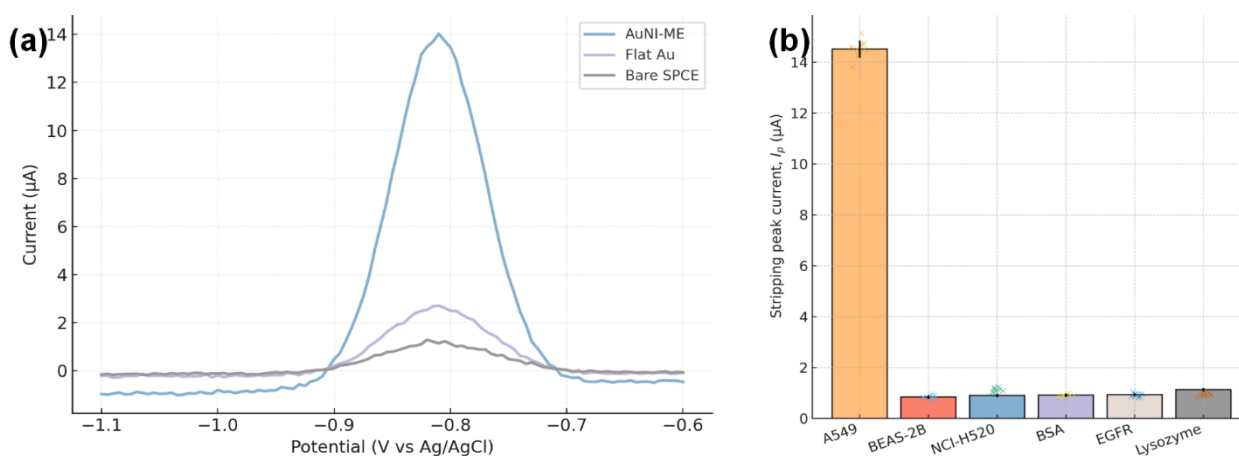 (a)
14
12
10
8
6
4
2
0
Current (μA)
−1.1
−1.0
−0.9
−0.8
−0.7
−0.6
Potential (V vs Ag/AgCl)
AuNI-ME
Flat Au
Bare SPCE
(b)
14
12
10
8
6
4
2
0
Stripping peak current, Iₚ (μA)
A549
BEAS-2B
NCI-H520
BSA
EGFR
Lysozyme